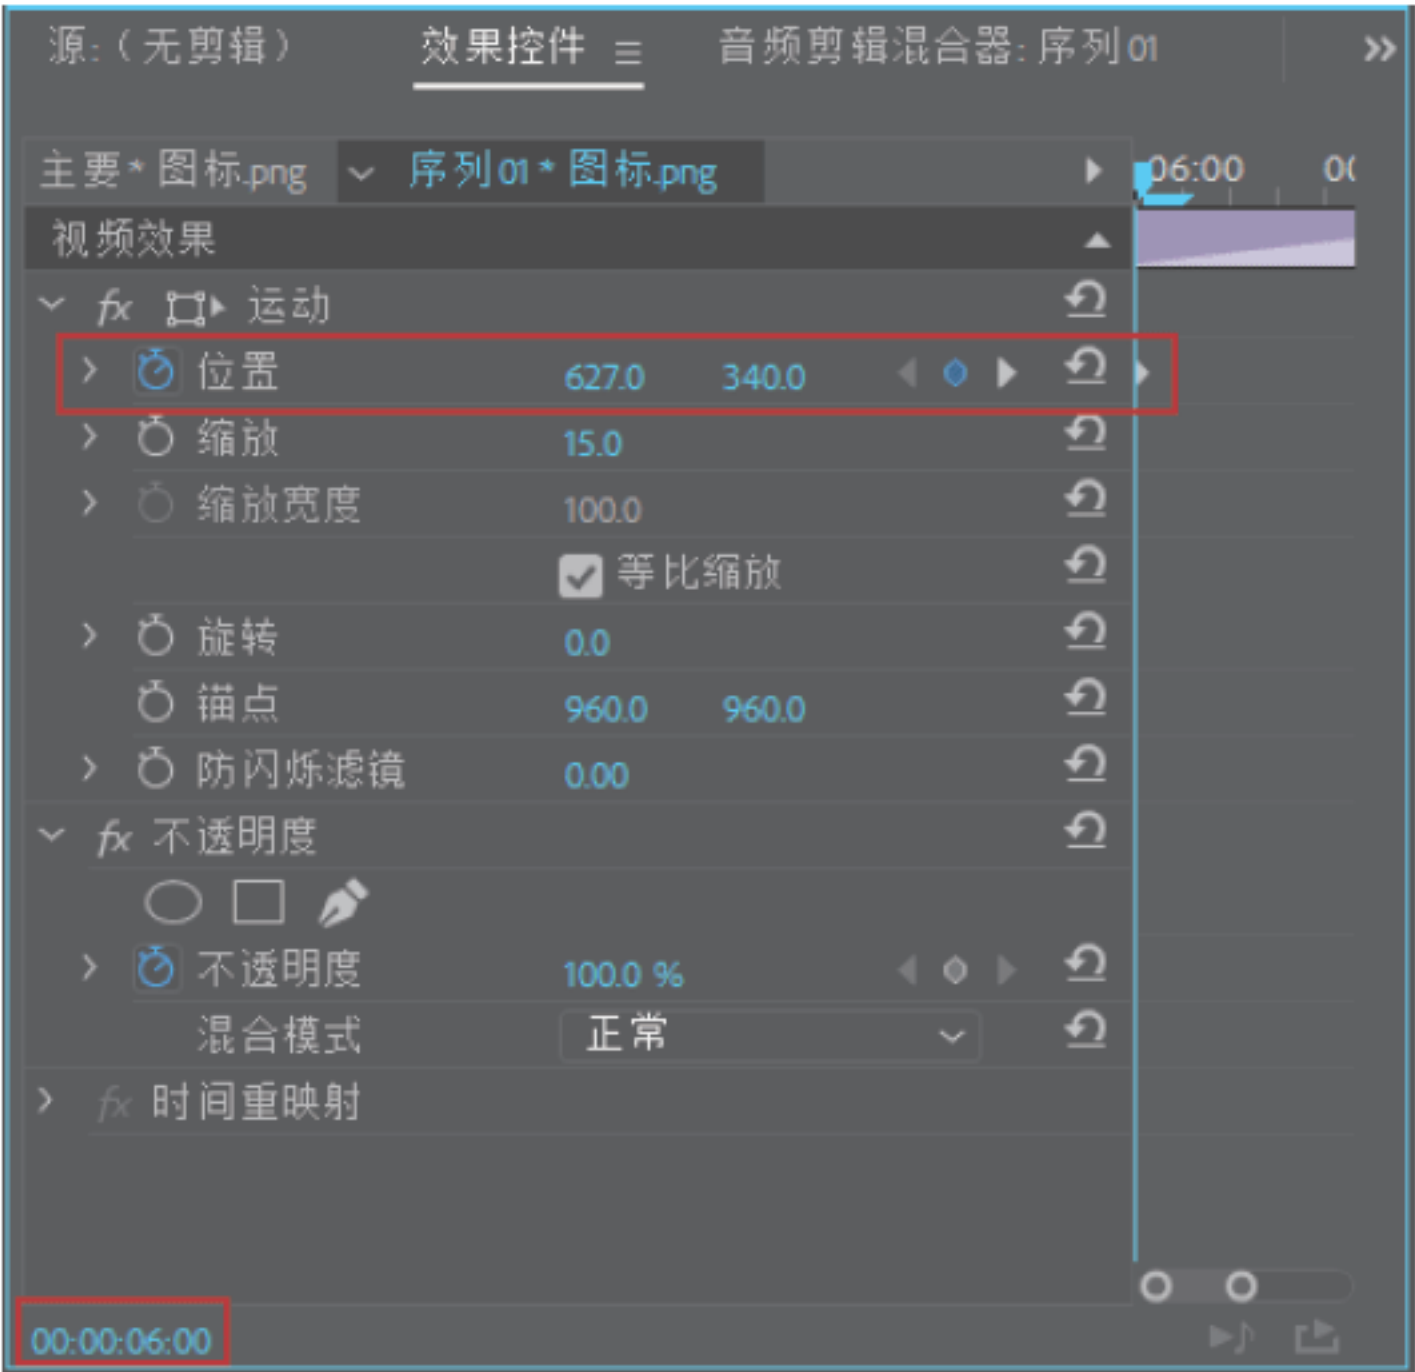 源:（无剪辑） 效果控件 音频剪辑混合器: 序列 01
主要 * 图标.png 序列 01 * 图标.png 06:00
视频效果
fx 运动
位置 627.0 340.0
缩放 15.0
缩放宽度 100.0
等比缩放
旋转 0.0
锚点 960.0 960.0
防闪烁滤镜 0.00
fx 不透明度
不透明度 100.0 %
混合模式 正常
fx 时间重映射
00:00:06:00